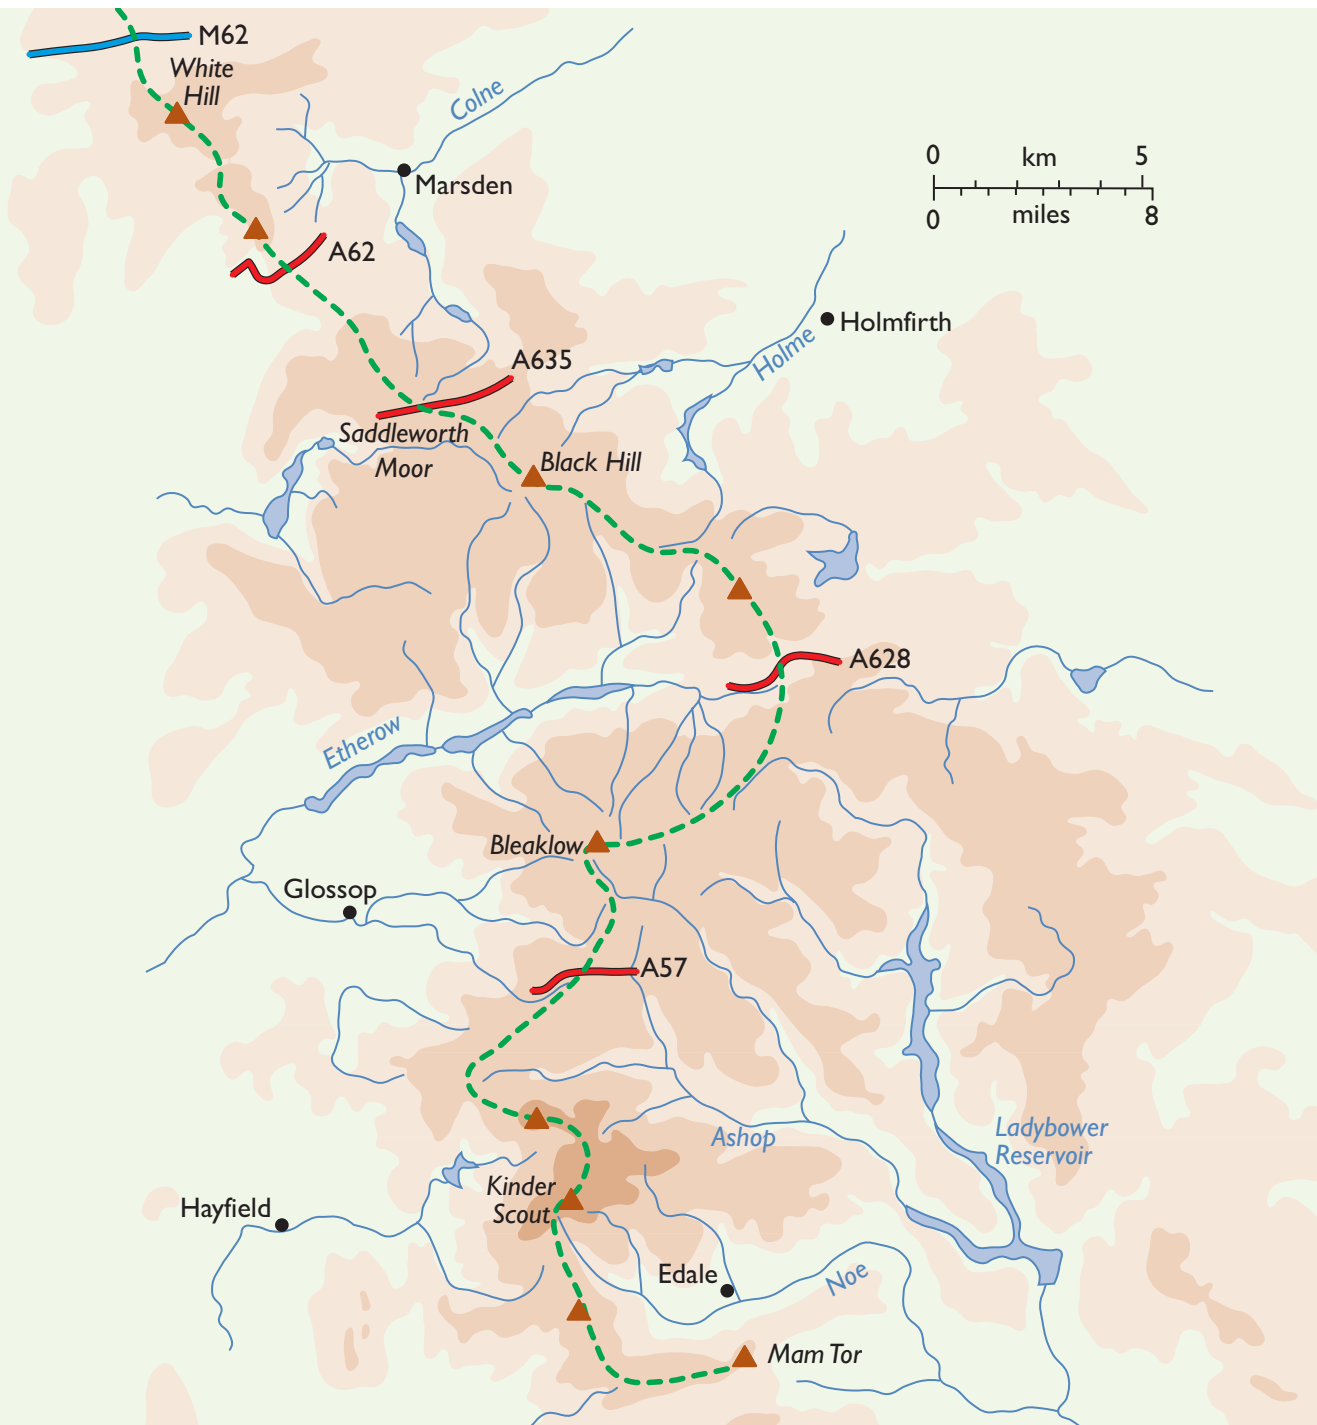 M62
White
Hill
Colne
Marsden
0 km 5
0 miles 8
A62
Holmfirth
Holme
A635
Saddleworth
Moor
Black Hill
A628
Etherow
Bleaklow
Glossop
A57
Ashop
Ladybower
Reservoir
Kinder
Scout
Hayfield
Edale
Noe
Mam Tor